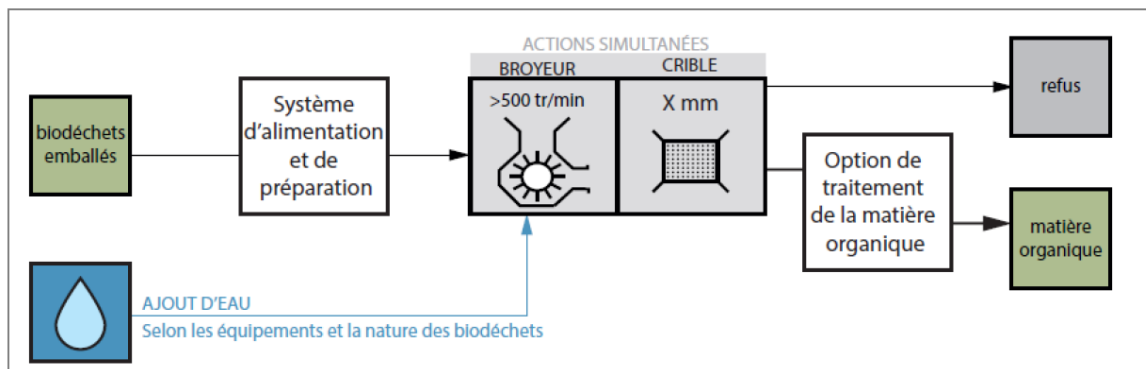 ACTIONS SIMULTANÉES
BROYEUR
CRIBLE
>500 tr/min
X mm
biodéchets
emballés
Système
d'alimentation
et de
préparation
refus
Option de
traitement
de la matière
organique
matière
organique
AJOUT D'EAU
Selon les équipements et la nature des biodéchets